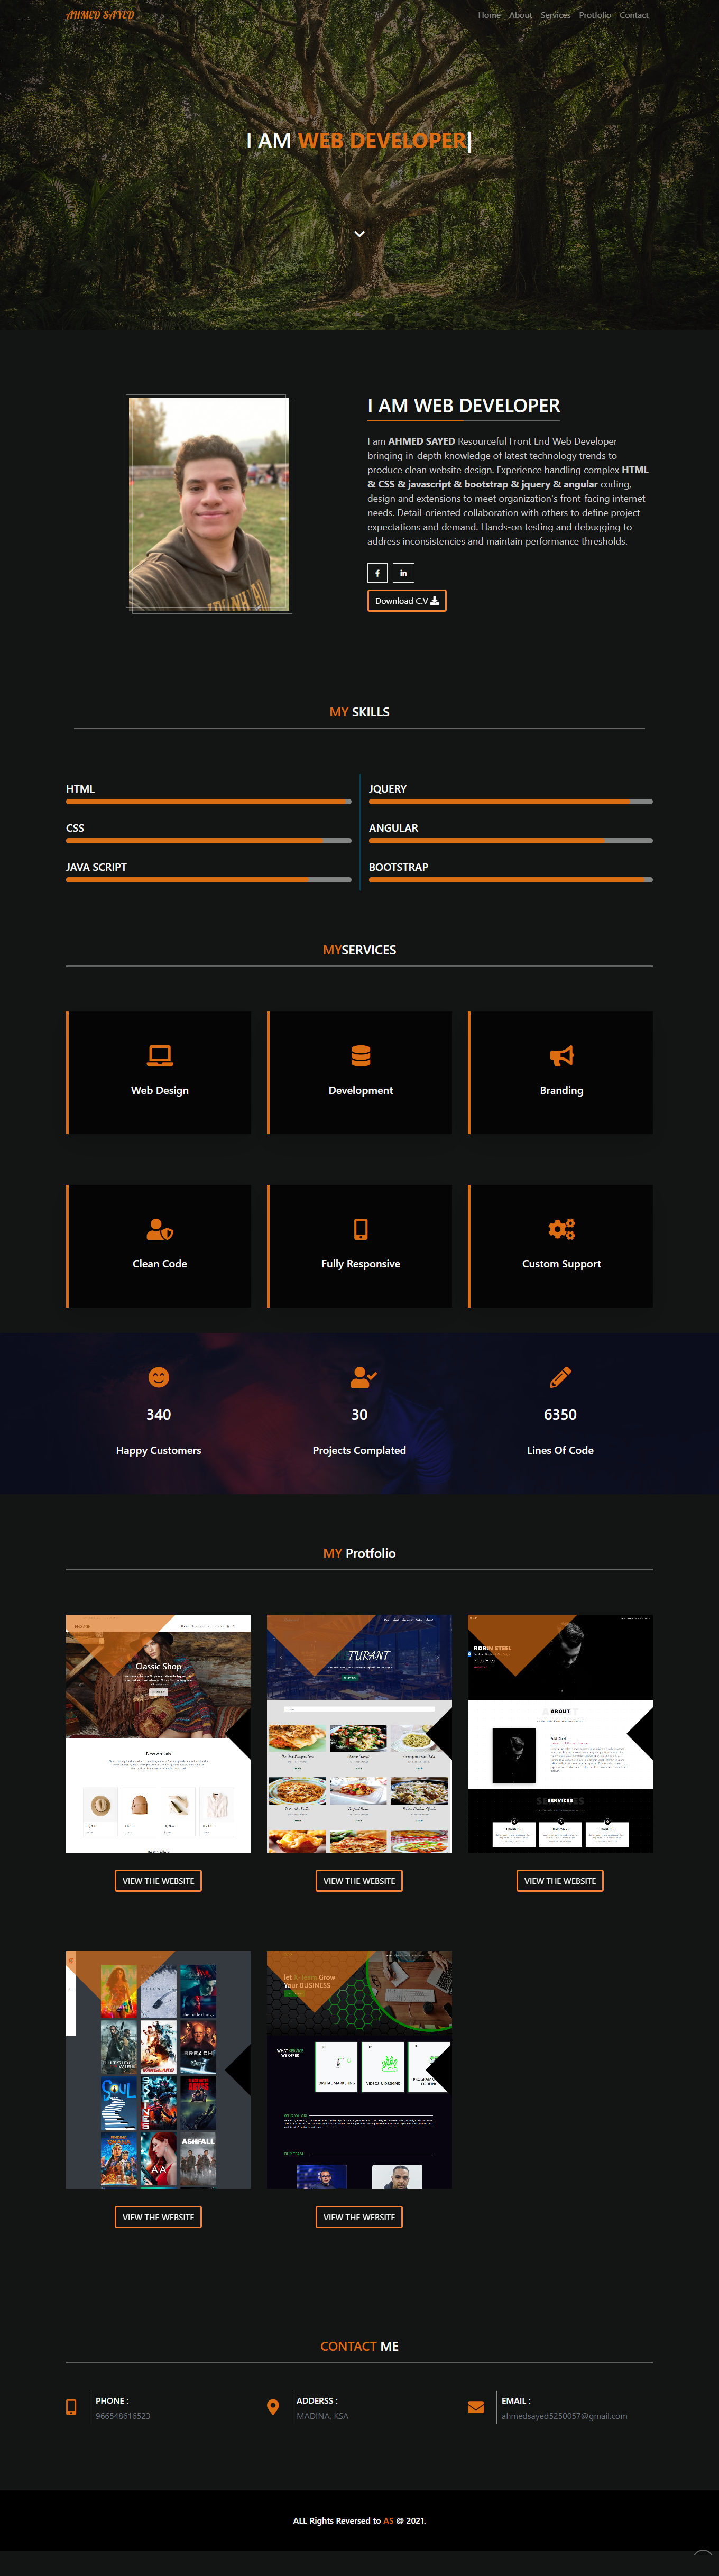 AHMED SAYED
Home About Services Protfolio Contact
I AM WEB DEVELOPER|
I AM WEB DEVELOPER
I am AHMED SAYED Resourceful Front End Web Developer
bringing in-depth knowledge of latest technology trends to
produce clean website design. Experience handling complex HTML
& CSS & javascript & bootstrap & jquery & angular coding,
design and extensions to meet organization's front-facing internet
needs. Detail-oriented collaboration with others to define project
expectations and demand. Hands-on testing and debugging to
address inconsistencies and maintain performance thresholds.
Download C.V
MY SKILLS
HTML
CSS
JAVA SCRIPT
JQUERY
ANGULAR
BOOTSTRAP
MYSERVICES
Web Design
Development
Branding
Clean Code
Fully Responsive
Custom Support
340
Happy Customers
30
Projects Complated
6350
Lines Of Code
MY Protfolio
Classic Shop
New Arrivals
TURANT
ROBIN STEEL
ABOUT
SERVICES
VIEW THE WEBSITE
VIEW THE WEBSITE
VIEW THE WEBSITE
OUTSIDE
BREACH
SOUL
ASHFALL
let X-Team Grow
Your BUSINESS
WHAT SERVICE
WE OFFER
DIGITAL MARKETING
VIDEOS & DESIGNS
WHO WE ARE
OUR TEAM
VIEW THE WEBSITE
VIEW THE WEBSITE
CONTACT ME
PHONE :
966548616523
ADDERSS :
MADINA, KSA
EMAIL :
ahmedsayed5250057@gmail.com
ALL Rights Reversed to AS @ 2021.